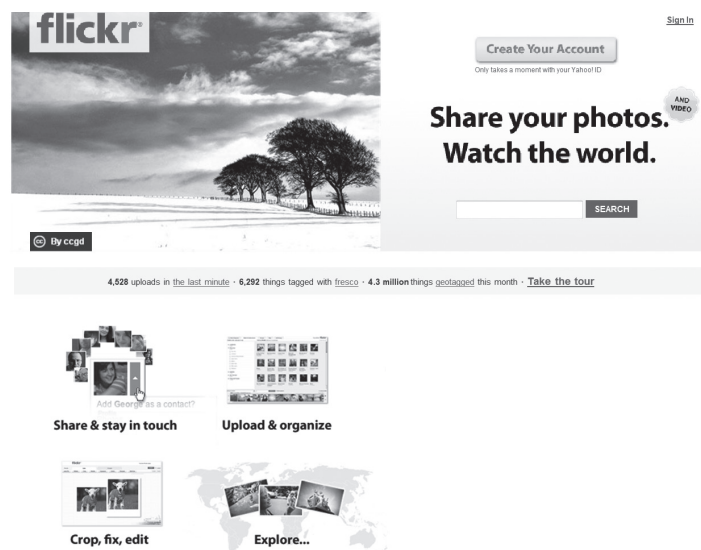 flickr®
Sign In
Create Your Account
Only takes a moment with your Yahoo! ID
AND
VIDEO
Share your photos.
Watch the world.
SEARCH
By ccgd
4,528 uploads in the last minute · 6,292 things tagged with fresco · 4.3 million things geotagged this month · Take the tour
Add George as a contact?
Share & stay in touch
Upload & organize
flickr
Crop, fix, edit
Explore...